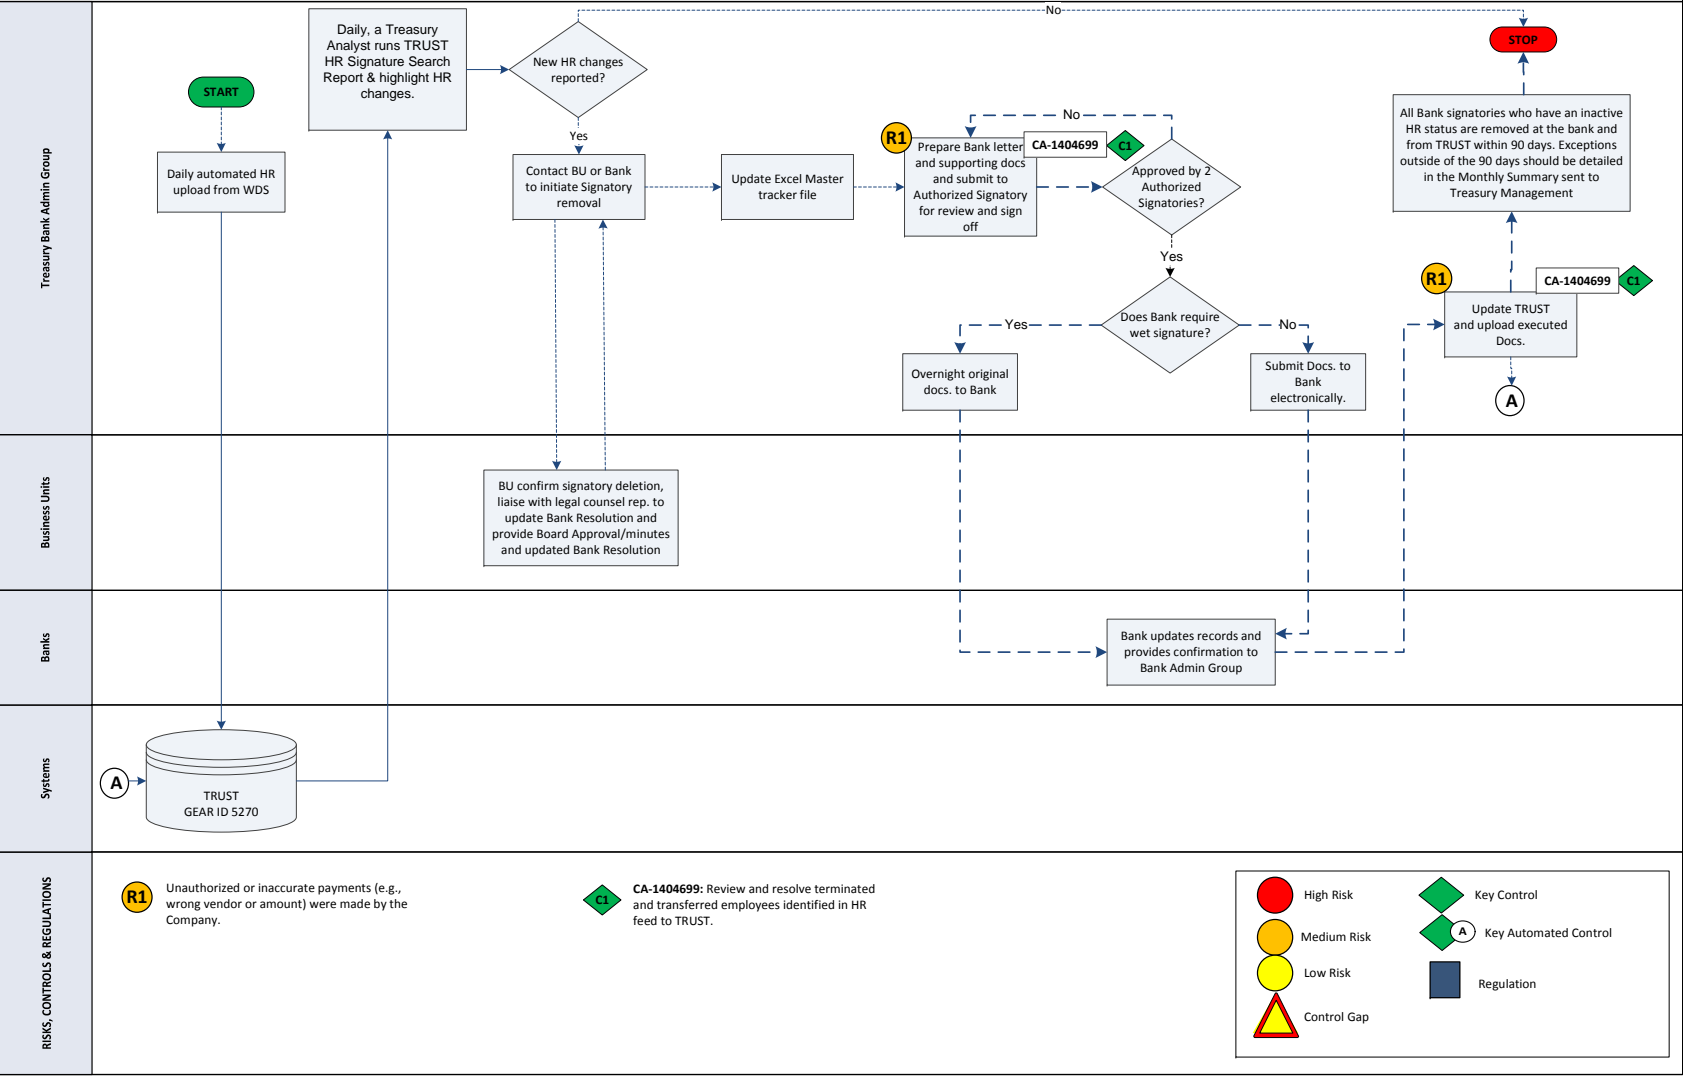 Treasury Bank Admin Group
START
Daily automated HR
upload from WDS
Daily, a Treasury
Analyst runs TRUST
HR Signature Search
Report & highlight HR
changes.
New HR changes
reported?
No
Yes
Contact BU or Bank
to initiate Signatory
removal
Update Excel Master
tracker file
R1
Prepare Bank letter
and supporting docs
and submit to
Authorized Signatory
for review and sign
off
CA-1404699
C1
No
Approved by 2
Authorized
Signatories?
Yes
Does Bank require
wet signature?
Yes
No
Overnight original
docs. to Bank
Submit Docs. to
Bank
electronically.
STOP
All Bank signatories who have an inactive
HR status are removed at the bank and
from TRUST within 90 days. Exceptions
outside of the 90 days should be detailed
in the Monthly Summary sent to
Treasury Management
R1
CA-1404699
C1
Update TRUST
and upload executed
Docs.
A
Business Units
BU confirm signatory deletion,
liaise with legal counsel rep. to
update Bank Resolution and
provide Board Approval/minutes
and updated Bank Resolution
Banks
Bank updates records and
provides confirmation to
Bank Admin Group
Systems
A
TRUST
GEAR ID 5270
RISKS, CONTROLS & REGULATIONS
R1
Unauthorized or inaccurate payments (e.g.,
wrong vendor or amount) were made by the
Company.
C1
CA-1404699: Review and resolve terminated
and transferred employees identified in HR
feed to TRUST.
High Risk
Medium Risk
Low Risk
Control Gap
Key Control
A
Key Automated Control
Regulation